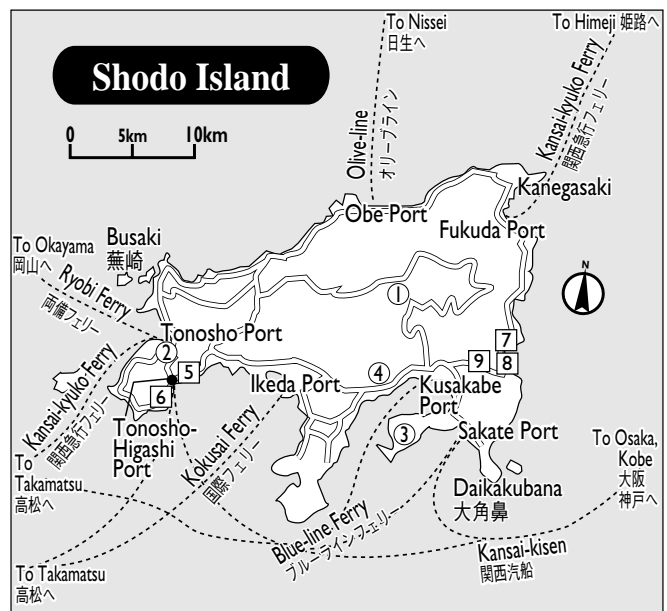 To Nissei
日生へ
To Himeji 姫路へ
Shodo Island
0 5km 10km
Olive-line
オリーブライン
Kansai-kyuko Ferry
関西急行フェリー
Kanegasaki
Obe Port
Fukuda Port
Busaki
蕪崎
To Okayama
岡山へ
Ryobi Ferry
両備フェリー
N
1
Tonosho Port
2
5
6
7
8
9
4
3
Ikeda Port
Kusakabe
Port
Kansai-kyuko Ferry
関西急行フェリー
Tonosho-
Higashi
Port
Kokusai Ferry
国際フェリー
Sakate Port
To Osaka,
Kobe
大阪
神戸へ
To
Takamatsu
高松へ
Daikakubana
大角鼻
Blue-line Ferry
ブルーラインフェリー
Kansai-kisen
関西汽船
To Takamatsu
高松へ